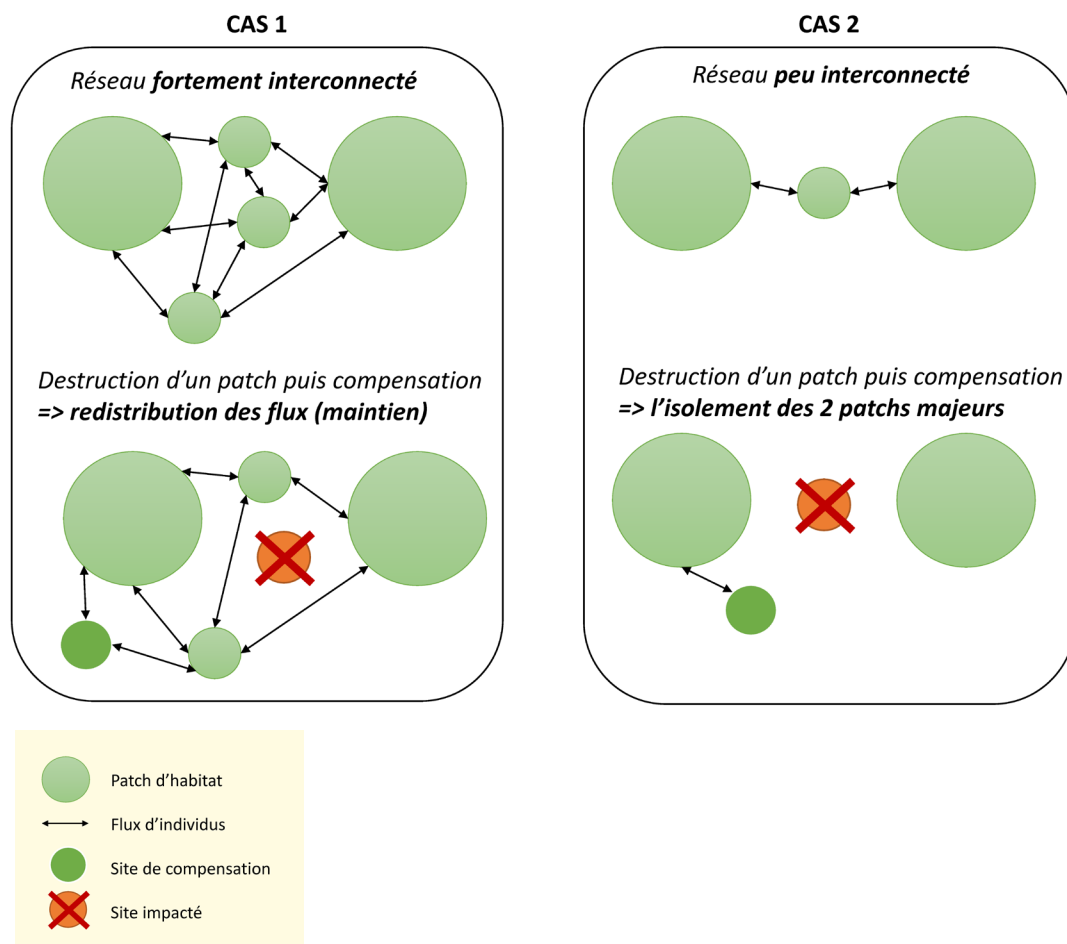 CAS 1
Réseau fortement interconnecté
Destruction d’un patch puis compensation
=> redistribution des flux (maintien)
CAS 2
Réseau peu interconnecté
Destruction d’un patch puis compensation
=> l’isolement des 2 patchs majeurs
Patch d’habitat
Flux d’individus
Site de compensation
Site impacté